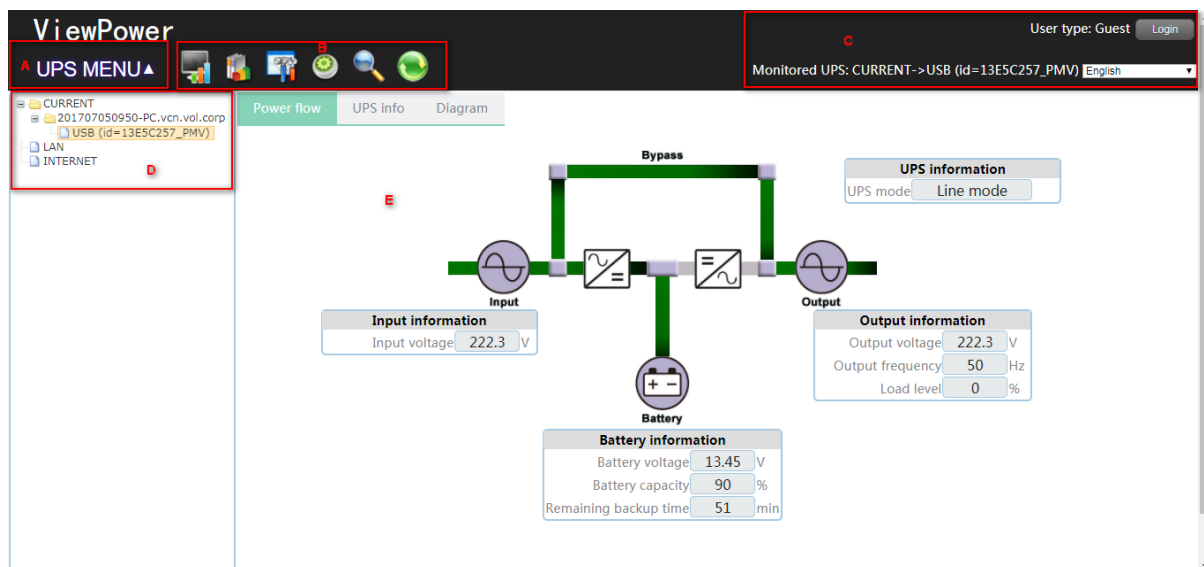 ViewPower
User type: Guest Login
A UPS MENU▲
B
C
Monitored UPS: CURRENT->USB (id=13E5C257_PMV) English
CURRENT
201707050950-PC.vcn.vol.corp
USB (id=13E5C257_PMV)
LAN
INTERNET
D
Power flow UPS info Diagram
E
Bypass
UPS information
UPS mode Line mode
Input
Output
Input information
Input voltage 222.3 V
Output information
Output voltage 222.3 V
Output frequency 50 Hz
Load level 0 %
Battery
Battery information
Battery voltage 13.45 V
Battery capacity 90 %
Remaining backup time 51 min